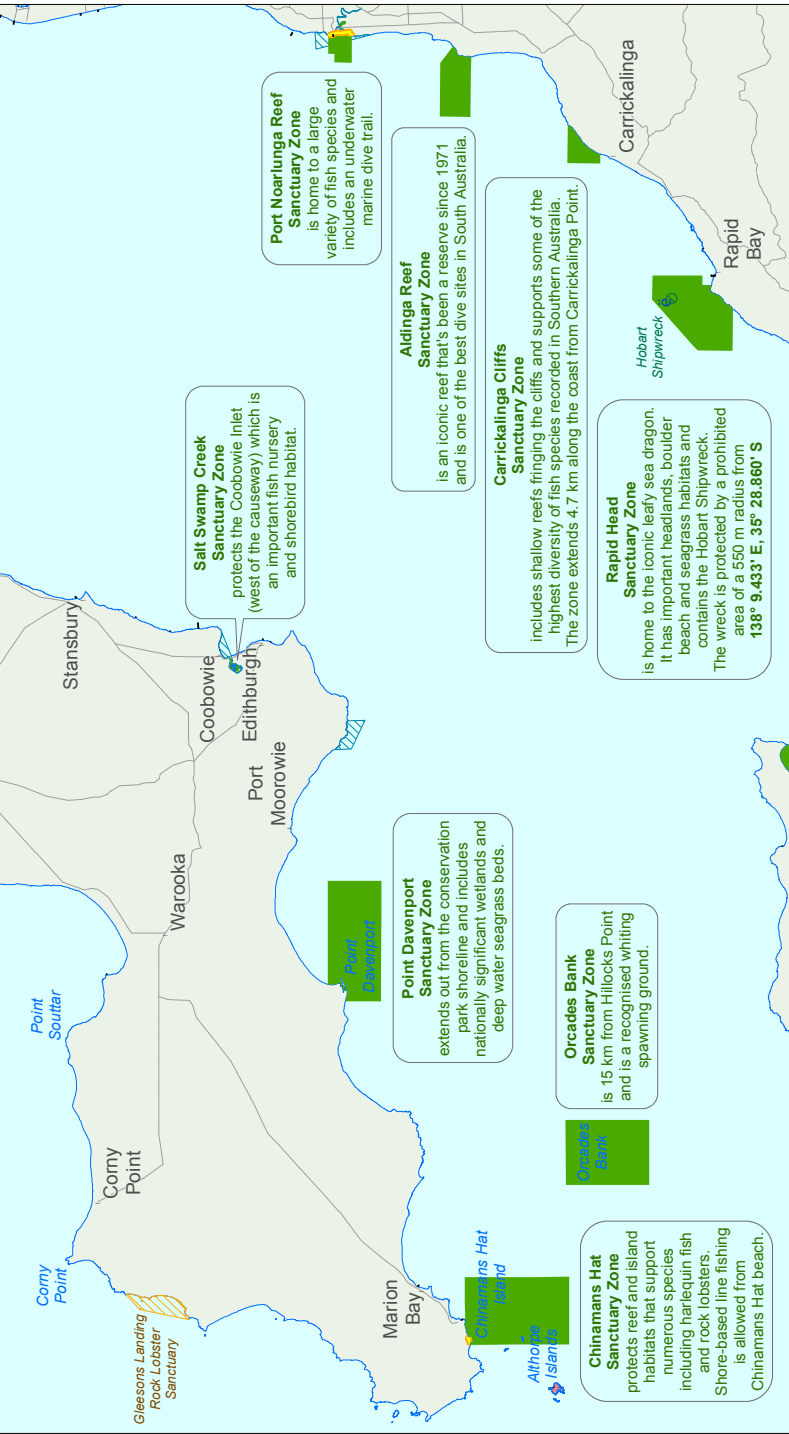 Corny
Point
Gleesons Landing
Rock Lobster
Sanctuary
Corny
Point
Point
Souttar
Warooka
Stansbury
Coobowie
Edithburgh
Port
Moorowie
Marion
Bay
Chinamans Hat
Island
Althorpe
Islands
Point
Davenport
Orcades
Bank
Chinamans Hat
Sanctuary Zone
protects reef and island
habitats that support
numerous species
including harlequin fish
and rock lobsters.
Shore-based line fishing
is allowed from
Chinamans Hat beach.
Orcades Bank
Sanctuary Zone
is 15 km from Hillocks Point
and is a recognised whiting
spawning ground.
Point Davenport
Sanctuary Zone
extends out from the conservation
park shoreline and includes
nationally significant wetlands and
deep water seagrass beds.
Salt Swamp Creek
Sanctuary Zone
protects the Coobowie Inlet
(west of the causeway) which is
an important fish nursery
and shorebird habitat.
Port Noarlunga Reef
Sanctuary Zone
is home to a large
variety of fish species and
includes an underwater
marine dive trail.
Aldinga Reef
Sanctuary Zone
is an iconic reef that's been a reserve since 1971
and is one of the best dive sites in South Australia.
Carrickalinga Cliffs
Sanctuary Zone
includes shallow reefs fringing the cliffs and supports some of the
highest diversity of fish species recorded in Southern Australia.
The zone extends 4.7 km along the coast from Carrickalinga Point.
Rapid Head
Sanctuary Zone
is home to the iconic leafy sea dragon.
It has important headlands, boulder
beach and seagrass habitats and
contains the Hobart Shipwreck.
The wreck is protected by a prohibited
area of a 550 m radius from
138° 9.433' E, 35° 28.860' S
Hobart
Shipwreck
Carrickalinga
Rapid
Bay